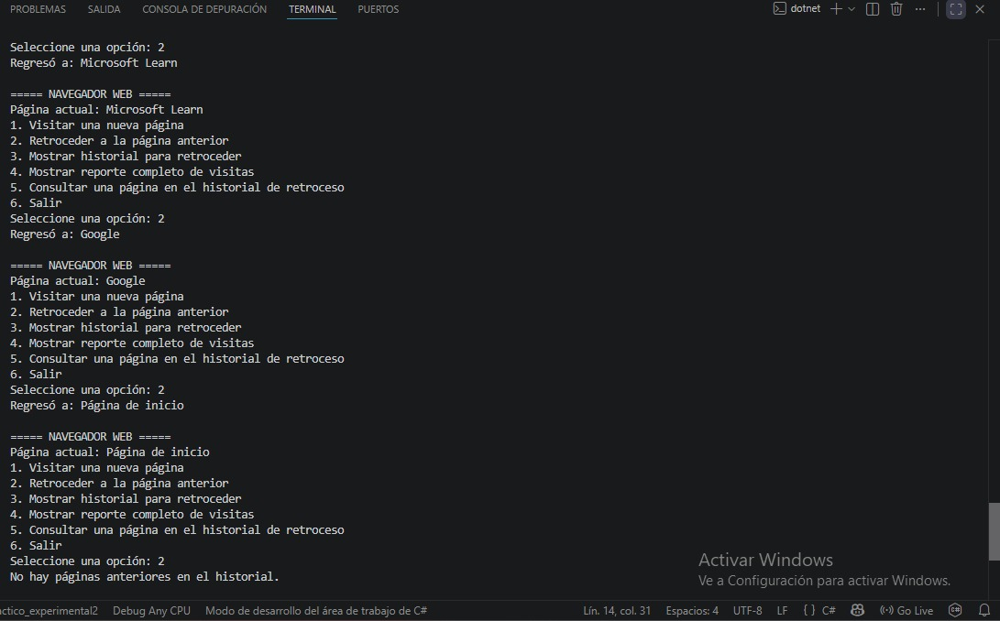 PROBLEMAS SALIDA CONSOLA DE DEPURACIÓN TERMINAL PUERTOS dotnet
Seleccione una opción: 2
Regresó a: Microsoft Learn
===== NAVEGADOR WEB =====
Página actual: Microsoft Learn
1. Visitar una nueva página
2. Retroceder a la página anterior
3. Mostrar historial para retroceder
4. Mostrar reporte completo de visitas
5. Consultar una página en el historial de retroceso
6. Salir
Seleccione una opción: 2
Regresó a: Google
===== NAVEGADOR WEB =====
Página actual: Google
1. Visitar una nueva página
2. Retroceder a la página anterior
3. Mostrar historial para retroceder
4. Mostrar reporte completo de visitas
5. Consultar una página en el historial de retroceso
6. Salir
Seleccione una opción: 2
Regresó a: Página de inicio
===== NAVEGADOR WEB =====
Página actual: Página de inicio
1. Visitar una nueva página
2. Retroceder a la página anterior
3. Mostrar historial para retroceder
4. Mostrar reporte completo de visitas
5. Consultar una página en el historial de retroceso
6. Salir
Seleccione una opción: 2
No hay páginas anteriores en el historial.
Activar Windows
Ve a Configuración para activar Windows.
actico_experimental2 Debug Any CPU Modo de desarrollo del área de trabajo de C# Lín. 14, col. 31 Espacios: 4 UTF-8 LF { } C# Go Live